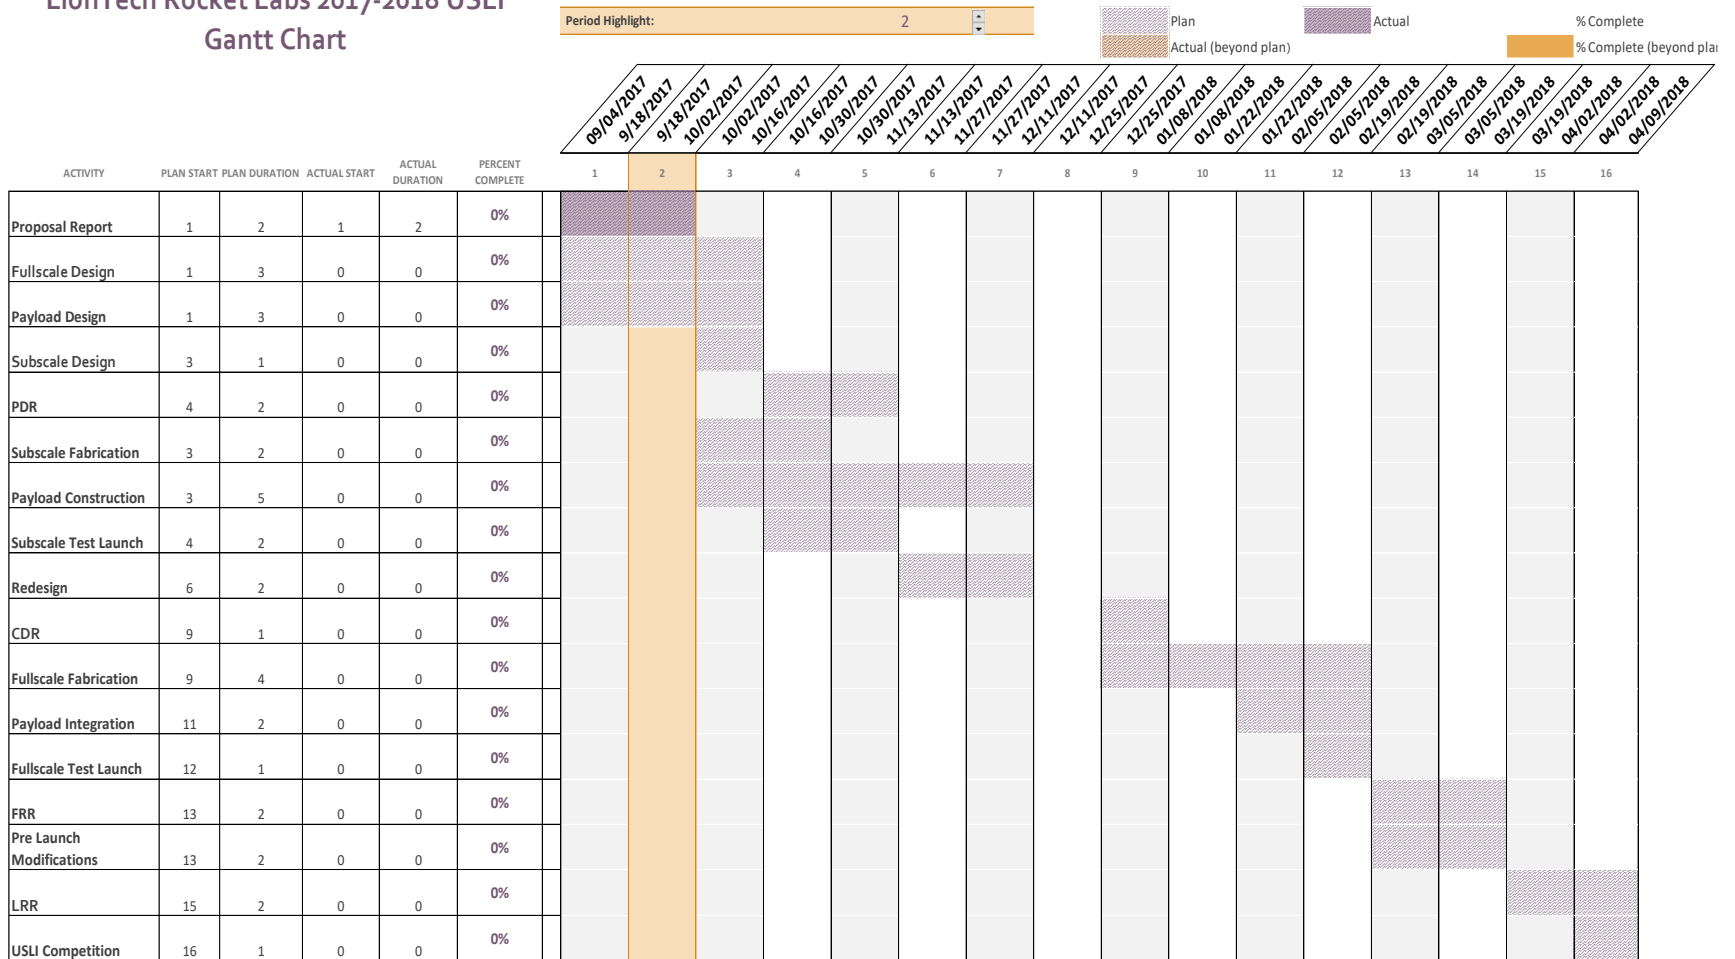 LionTech Rocket Labs 2017-2018 USLI
Gantt Chart
Period Highlight: 2
Plan
Actual
% Complete
Actual (beyond plan)
% Complete (beyond plan
09/04/2017 9/18/2017
9/18/2017 10/02/2017
10/02/2017 10/16/2017
10/16/2017 10/30/2017
10/30/2017 11/13/2017
11/13/2017 11/27/2017
11/27/2017 12/11/2017
12/11/2017 12/25/2017
12/25/2017 01/08/2018
01/08/2018 01/22/2018
01/22/2018 02/05/2018
02/05/2018 02/19/2018
02/19/2018 03/05/2018
03/05/2018 03/19/2018
03/19/2018 04/02/2018
04/02/2018 04/09/2018
ACTIVITY PLAN START PLAN DURATION ACTUAL START ACTUAL DURATION PERCENT COMPLETE 1 2 3 4 5 6 7 8 9 10 11 12 13 14 15 16
Proposal Report 1 2 1 2 0%
Fullscale Design 1 3 0 0 0%
Payload Design 1 3 0 0 0%
Subscale Design 3 1 0 0 0%
PDR 4 2 0 0 0%
Subscale Fabrication 3 2 0 0 0%
Payload Construction 3 5 0 0 0%
Subscale Test Launch 4 2 0 0 0%
Redesign 6 2 0 0 0%
CDR 9 1 0 0 0%
Fullscale Fabrication 9 4 0 0 0%
Payload Integration 11 2 0 0 0%
Fullscale Test Launch 12 1 0 0 0%
FRR 13 2 0 0 0%
Pre Launch
Modifications 13 2 0 0 0%
LRR 15 2 0 0 0%
USLI Competition 16 1 0 0 0%